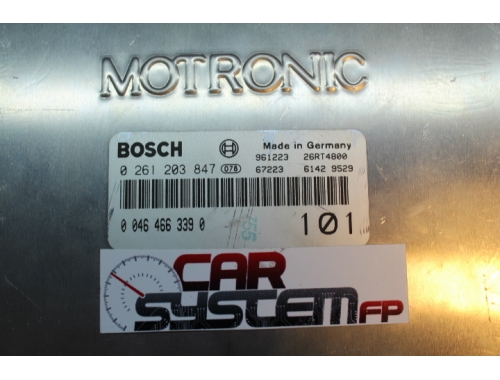 MOTRONIC
BOSCH Made in Germany
0 261 203 847 078 961223 26RT4800
67223 6142 9529
0 046 466 339 0 101
CAR
SYSTEM FP